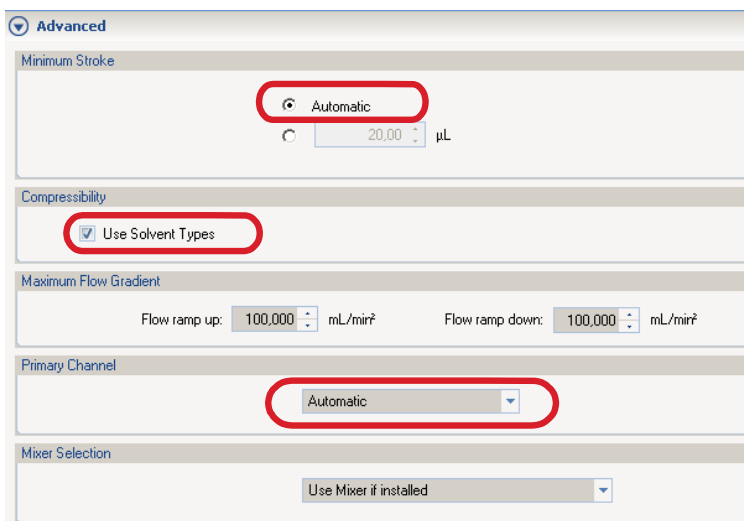 Advanced
Minimum Stroke
Automatic
20,00 µL
Compressibility
Use Solvent Types
Maximum Flow Gradient
Flow ramp up: 100,000 mL/min² Flow ramp down: 100,000 mL/min²
Primary Channel
Automatic
Mixer Selection
Use Mixer if installed